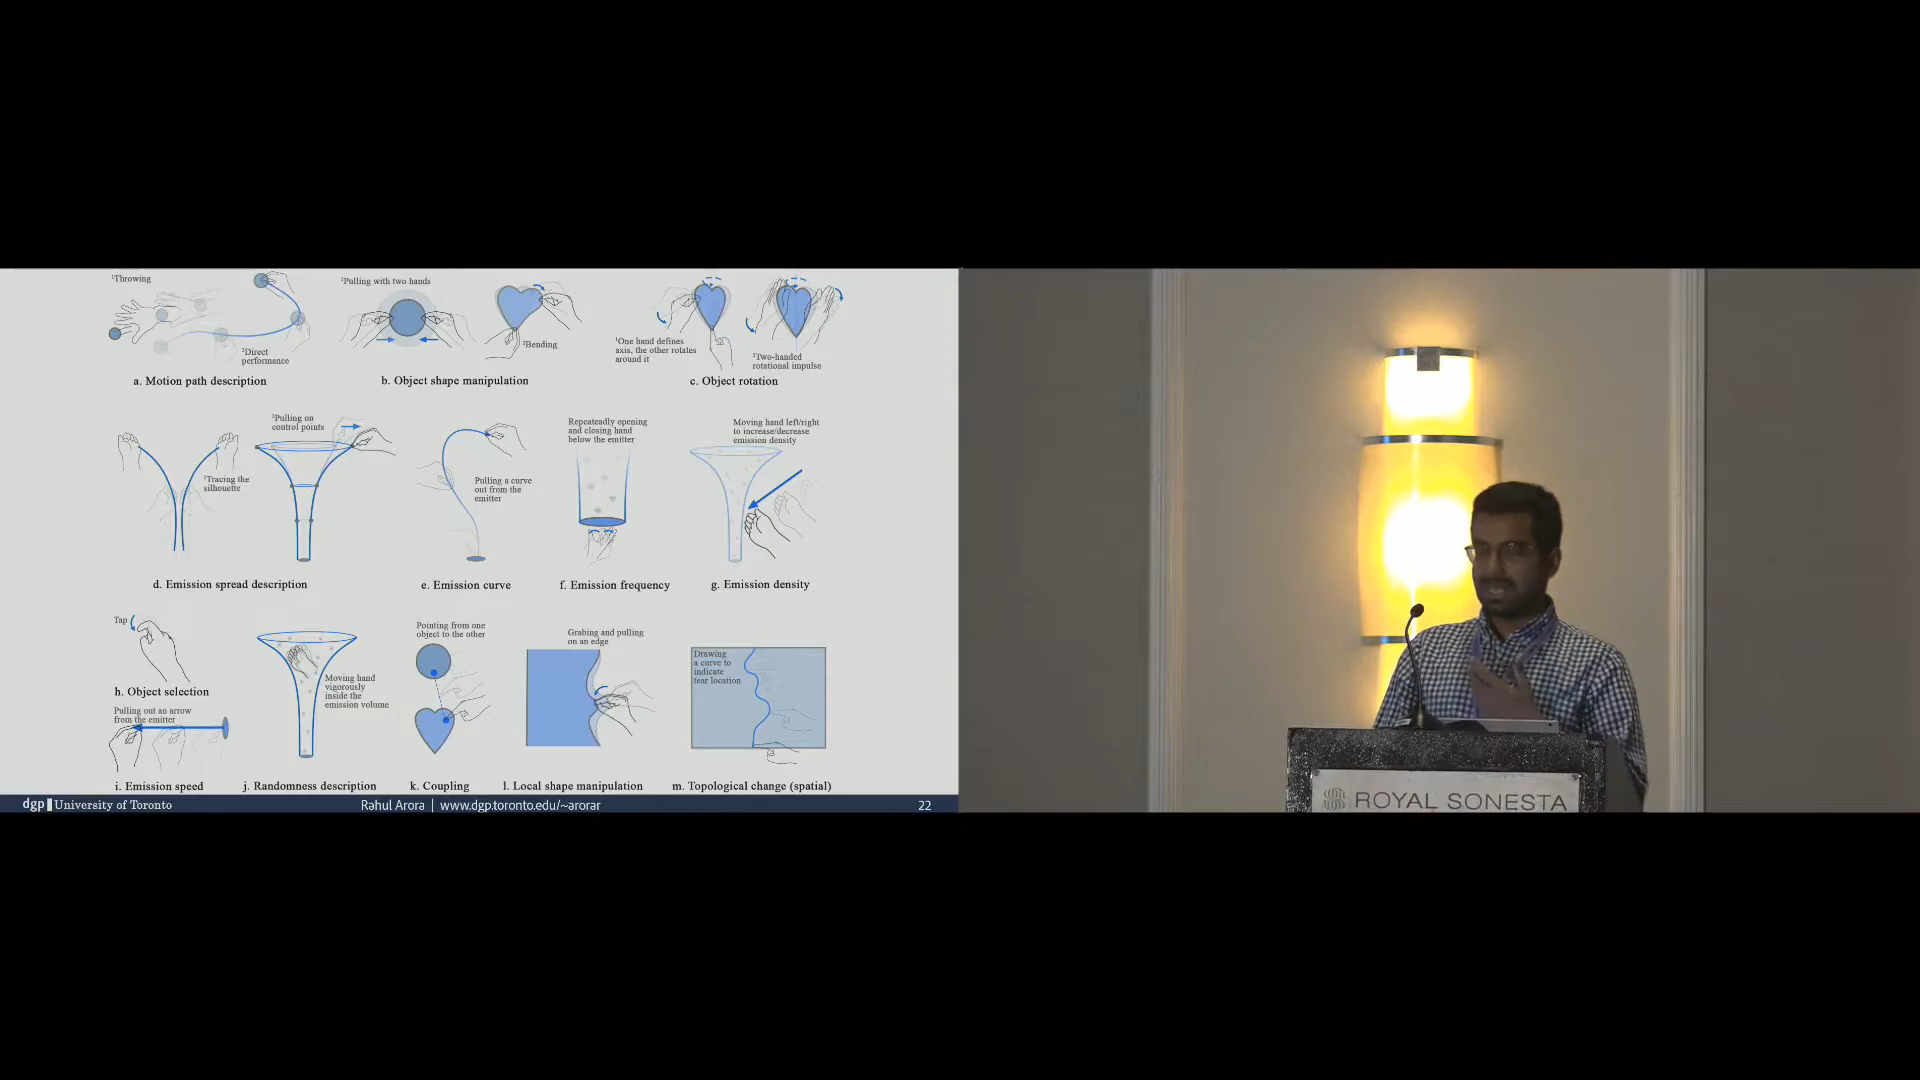 ¹Throwing
²Direct
performance
a. Motion path description
¹Pulling with two hands
²Bending
b. Object shape manipulation
¹One hand defines
axis, the other rotates
around it
²Two-handed
rotational impulse
c. Object rotation
¹Tracing the
silhouette
²Pulling on
control points
d. Emission spread description
Pulling a curve
out from the
emitter
e. Emission curve
Repeateadly opening
and closing hand
below the emitter
f. Emission frequency
Moving hand left/right
to increase/decrease
emission density
g. Emission density
Tap
h. Object selection
Pulling out an arrow
from the emitter
i. Emission speed
Moving hand
vigorously
inside the
emission volume
j. Randomness description
Pointing from one
object to the other
k. Coupling
Grabing and pulling
on an edge
l. Local shape manipulation
Drawing
a curve to
indicate
tear location
m. Topological change (spatial)
dgp University of Toronto
Rahul Arora | www.dgp.toronto.edu/~arorar
22
ROYAL SONESTA